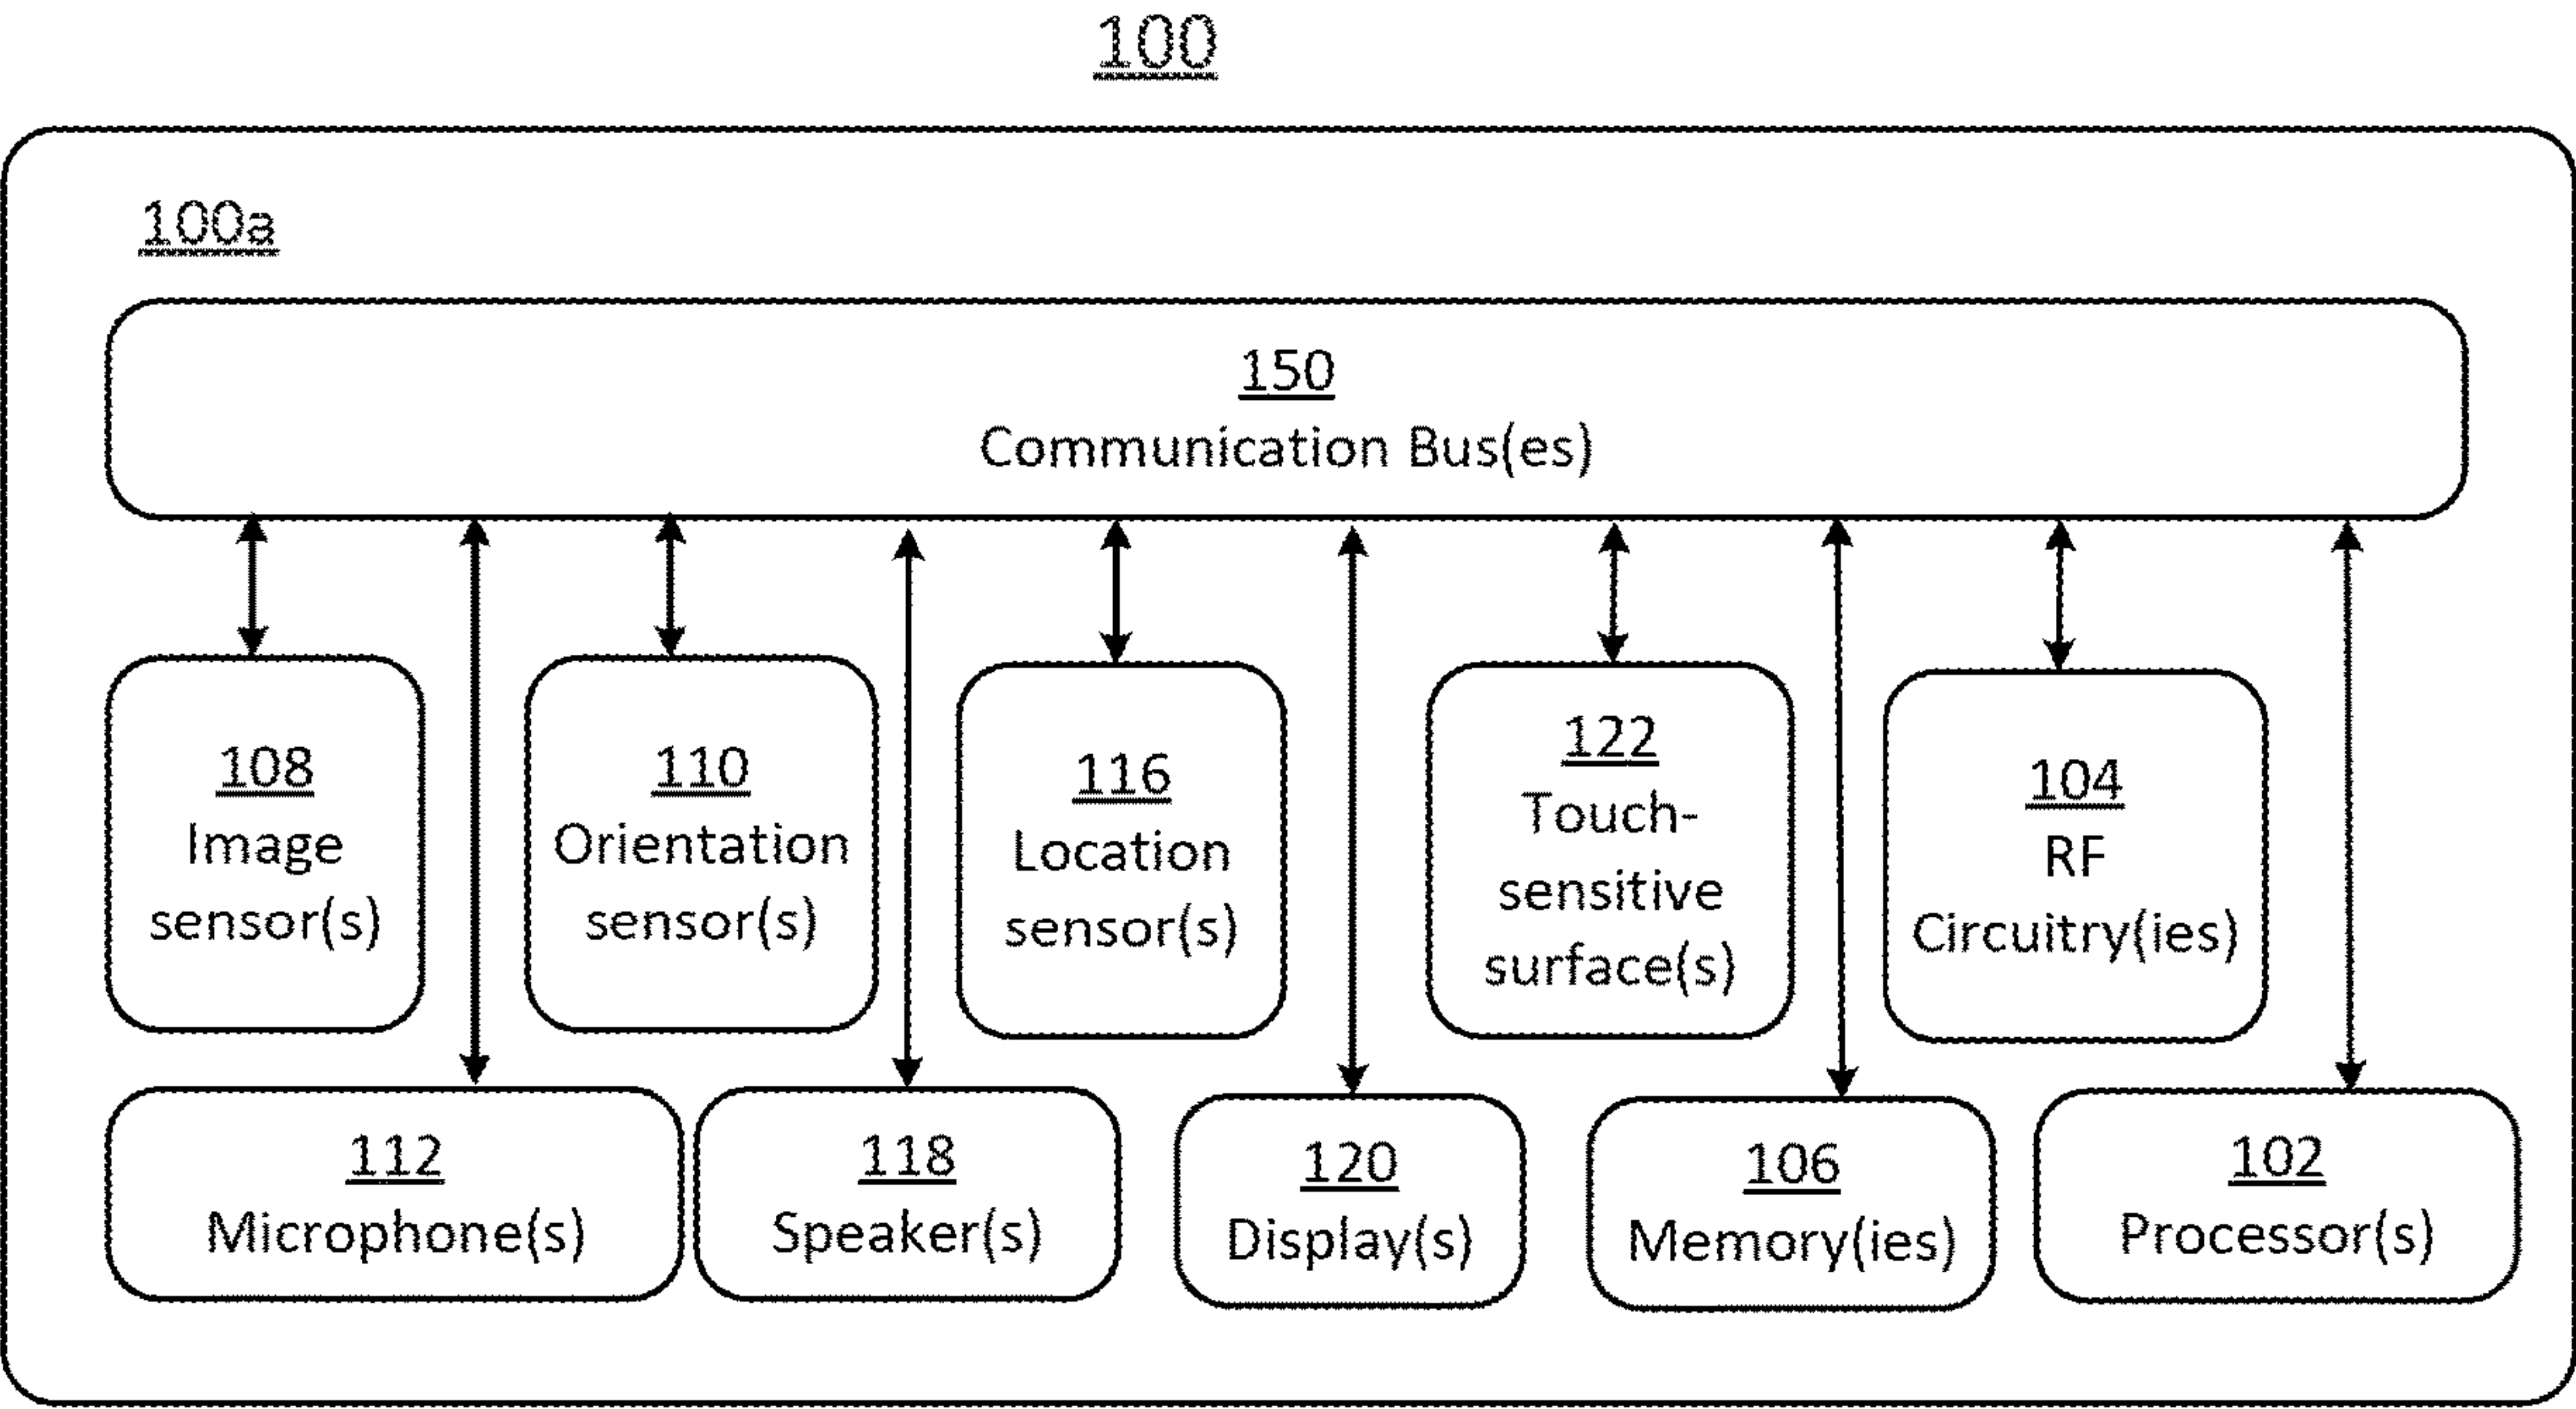 100
100a
150
Communication Bus(es)
108
Image
sensor(s)
110
Orientation
sensor(s)
116
Location
sensor(s)
122
Touch-
sensitive
surface(s)
104
RF
Circuitry(ies)
112
Microphone(s)
118
Speaker(s)
120
Display(s)
106
Memory(ies)
102
Processor(s)